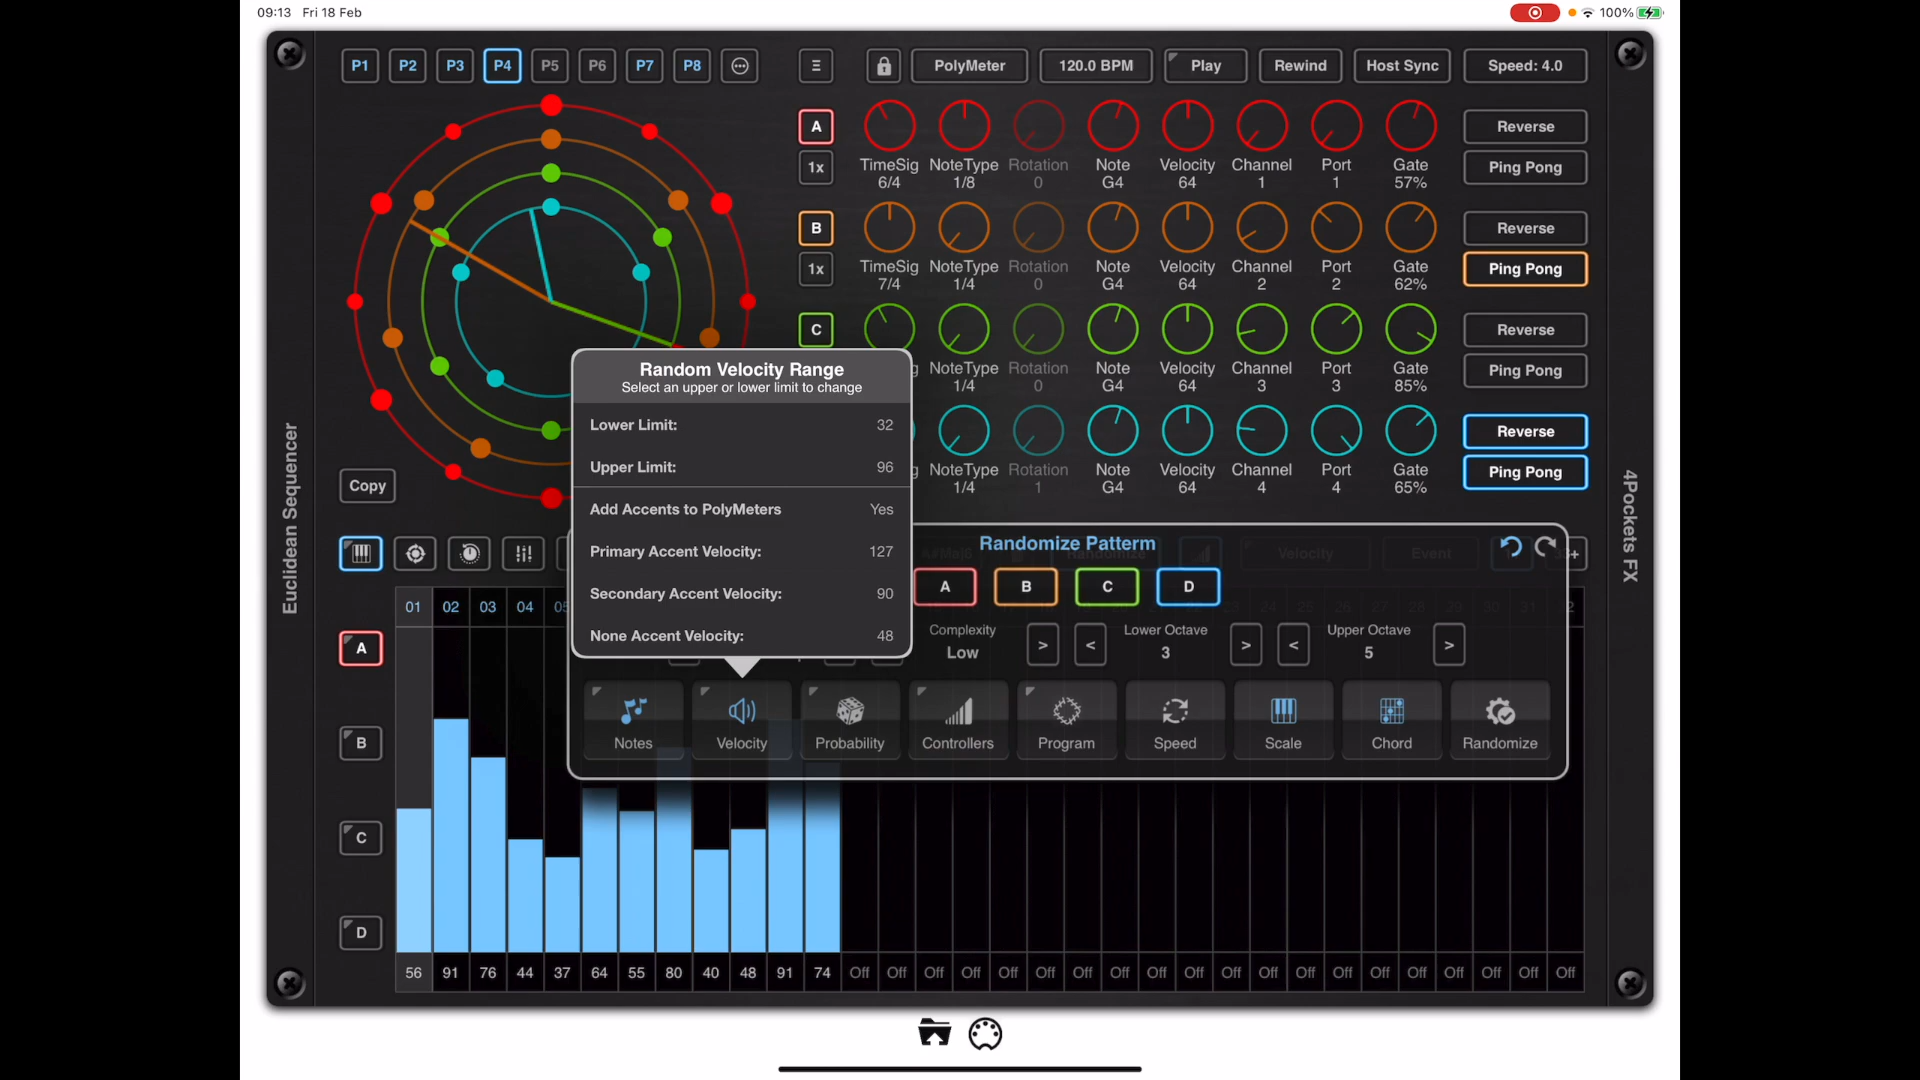 09:13 Fri 18 Feb
100%
P1 P2 P3 P4 P5 P6 P7 P8
PolyMeter 120.0 BPM Play Rewind Host Sync Speed: 4.0
A
TimeSig NoteType Rotation Note Velocity Channel Port Gate
1x 6/4 1/8 0 G4 64 1 1 57%
Reverse
Ping Pong
B
TimeSig NoteType Rotation Note Velocity Channel Port Gate
1x 7/4 1/4 0 G4 64 2 2 62%
Reverse
Ping Pong
C
NoteType Rotation Note Velocity Channel Port Gate
1/4 0 G4 64 3 3 85%
Reverse
Ping Pong
NoteType Rotation Note Velocity Channel Port Gate
1/4 1 G4 64 4 4 65%
Reverse
Ping Pong
Euclidean Sequencer
4Pockets FX
Copy
Random Velocity Range
Select an upper or lower limit to change
Lower Limit: 32
Upper Limit: 96
Add Accents to PolyMeters Yes
Primary Accent Velocity: 127
Secondary Accent Velocity: 90
None Accent Velocity: 48
Randomize Patterm
Randomize Velocity Event
A B C D
Complexity Lower Octave Upper Octave
Low > < 3 > < 5 >
Notes Velocity Probability Controllers Program Speed Scale Chord Randomize
01 02 03 04 05
A
B
C
D
56 91 76 44 37 64 55 80 40 48 91 74 Off Off Off Off Off Off Off Off Off Off Off Off Off Off Off Off Off Off Off Off